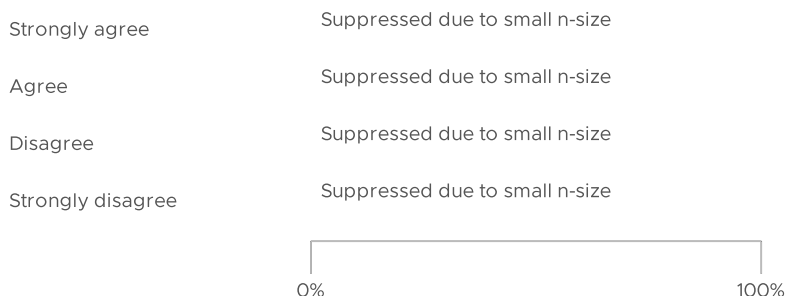 Strongly agree Suppressed due to small n-size
Agree Suppressed due to small n-size
Disagree Suppressed due to small n-size
Strongly disagree Suppressed due to small n-size
0% 100%